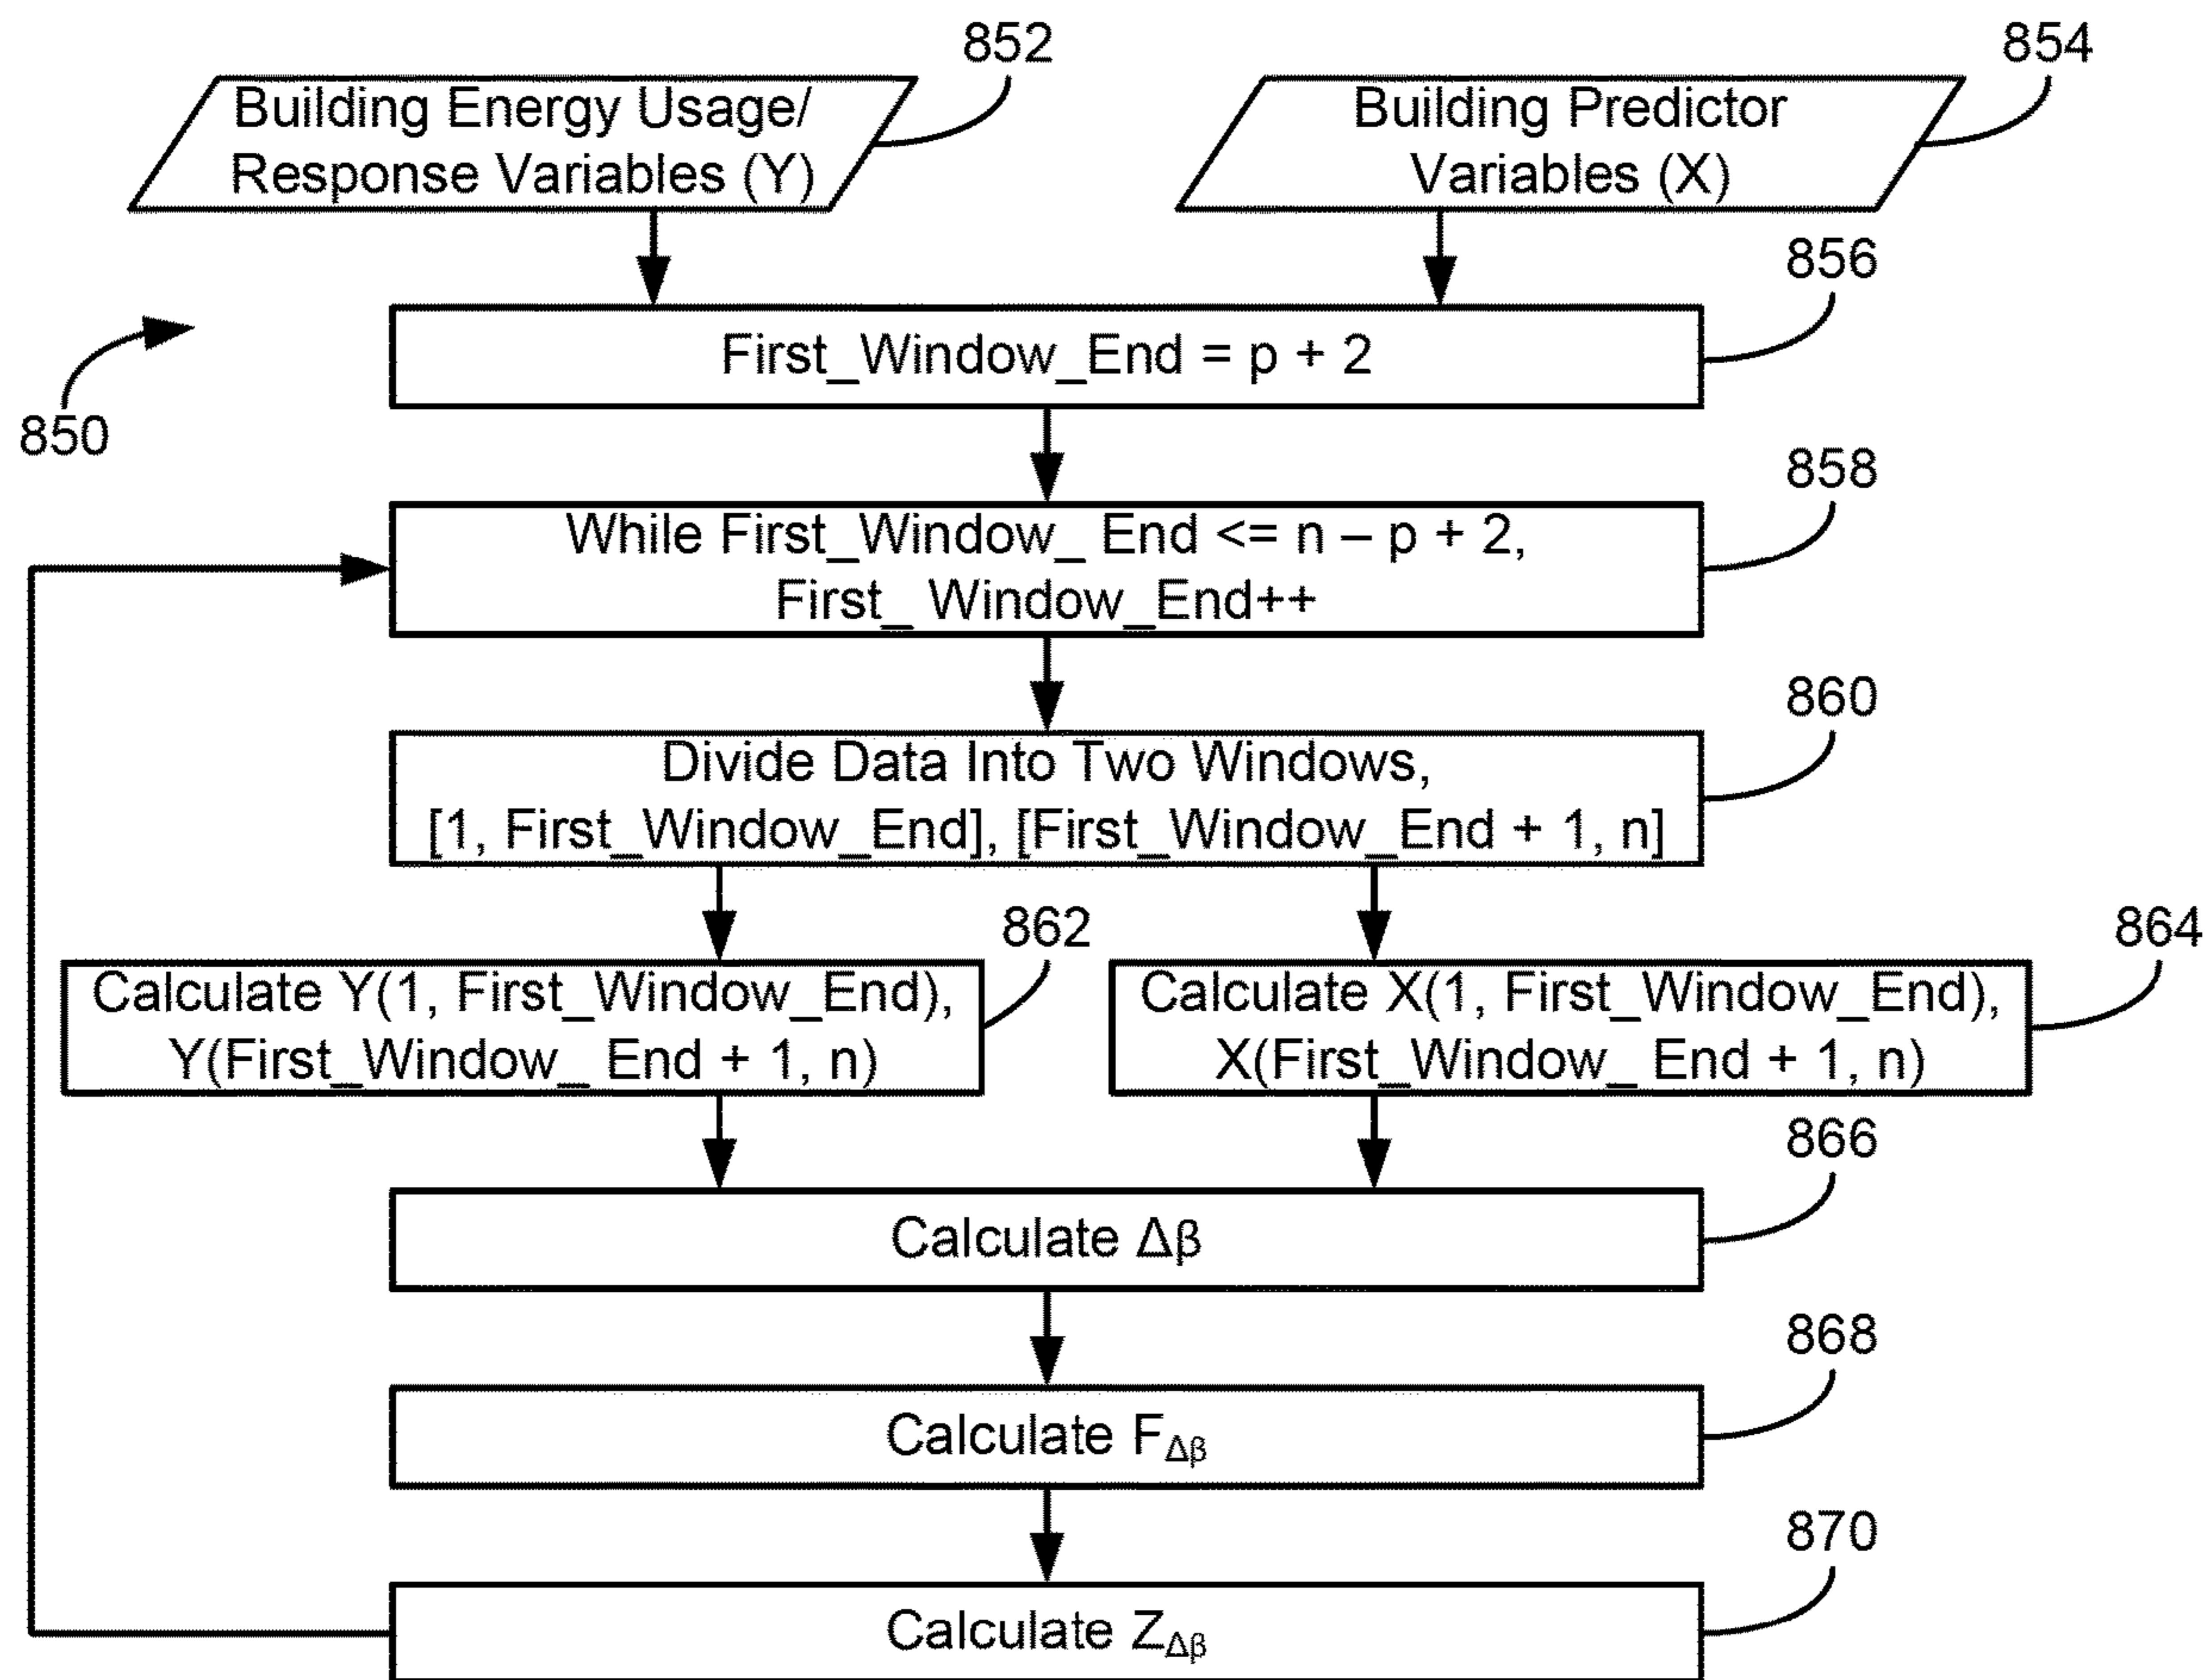 852
854
Building Energy Usage/
Response Variables (Y)
Building Predictor
Variables (X)
856
First_Window_End = p + 2
850
858
While First_Window_ End <= n – p + 2,
First_ Window_End++
860
Divide Data Into Two Windows,
[1, First_Window_End], [First_Window_End + 1, n]
862
864
Calculate Y(1, First_Window_End),
Y(First_Window_ End + 1, n)
Calculate X(1, First_Window_End),
X(First_Window_ End + 1, n)
866
Calculate Δβ
868
Calculate FΔβ
870
Calculate ZΔβ